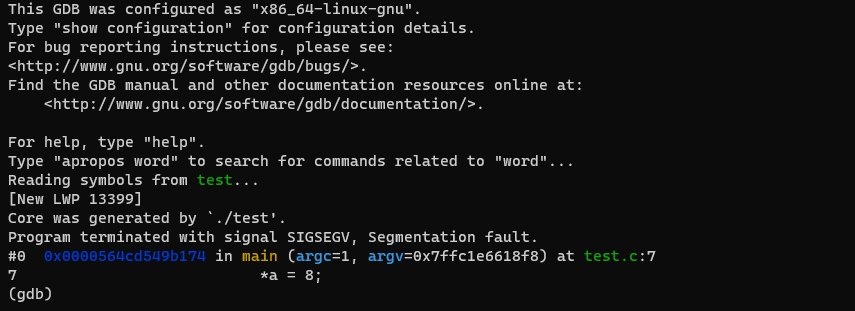 This GDB was configured as "x86_64-linux-gnu".
Type "show configuration" for configuration details.
For bug reporting instructions, please see:
<http://www.gnu.org/software/gdb/bugs/>.
Find the GDB manual and other documentation resources online at:
    <http://www.gnu.org/software/gdb/documentation/>.

For help, type "help".
Type "apropos word" to search for commands related to "word"...
Reading symbols from test...
[New LWP 13399]
Core was generated by `./test'.
Program terminated with signal SIGSEGV, Segmentation fault.
#0  0x0000564cd549b174 in main (argc=1, argv=0x7ffc1e6618f8) at test.c:7
7                           *a = 8;
(gdb)